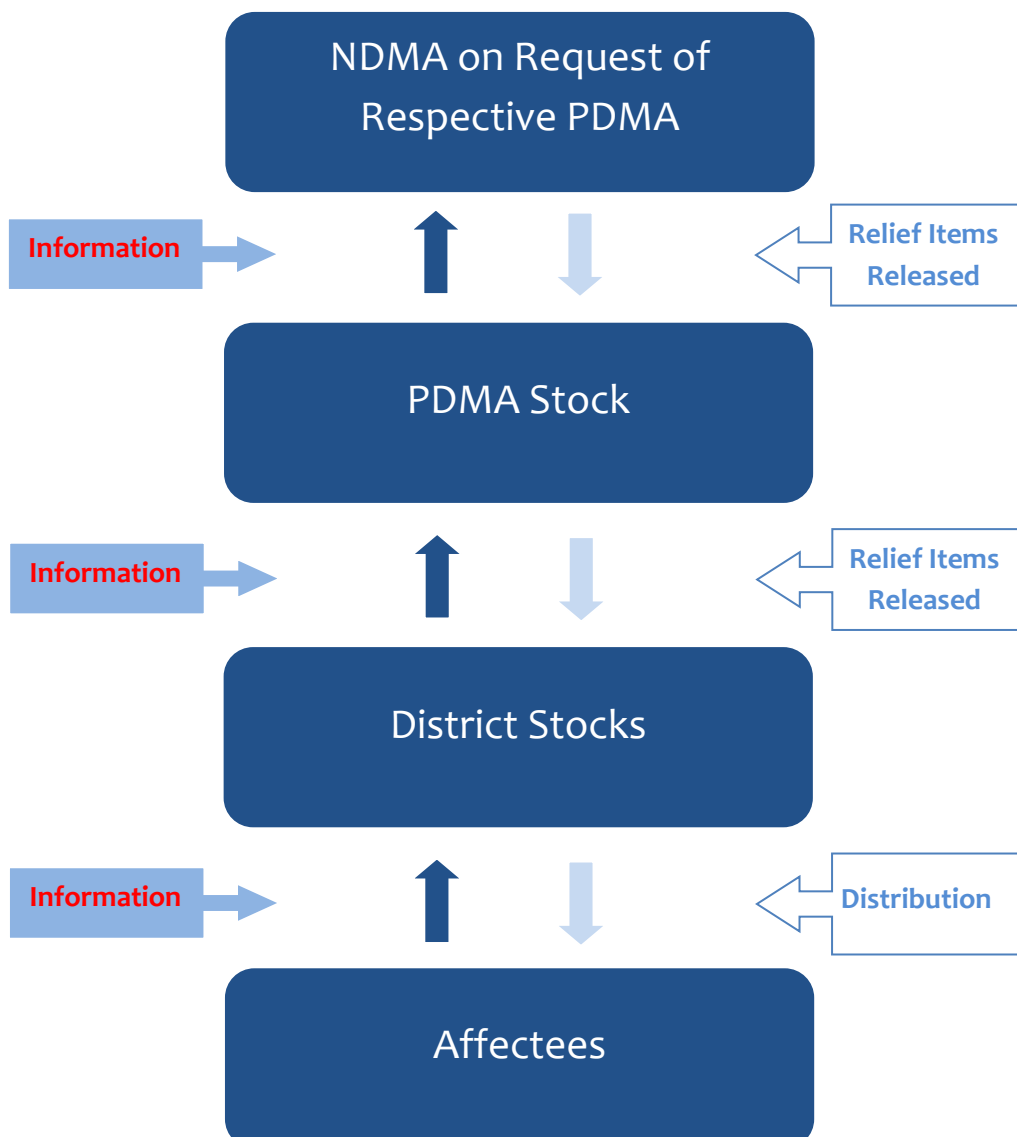 NDMA on Request of
Respective PDMA
Information
Relief Items
Released
PDMA Stock
Information
Relief Items
Released
District Stocks
Information
Distribution
Affectees